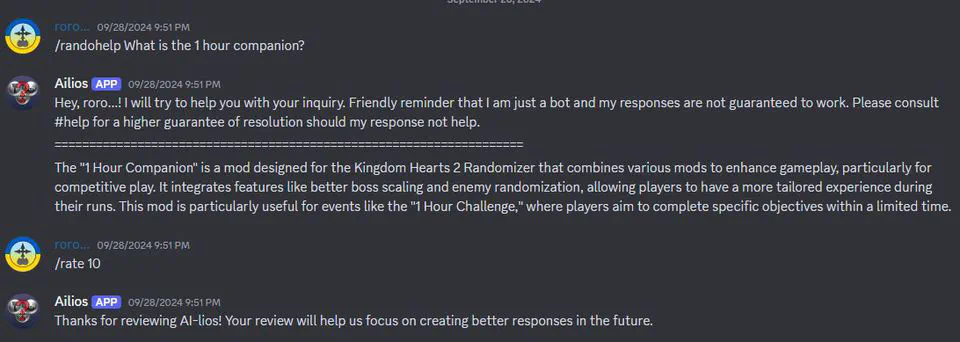 September 28, 2024
roro... 09/28/2024 9:51 PM
/randohelp What is the 1 hour companion?
Ailios APP 09/28/2024 9:51 PM
Hey, roro...! I will try to help you with your inquiry. Friendly reminder that I am just a bot and my responses are not guaranteed to work. Please consult
#help for a higher guarantee of resolution should my response not help.
====================================================================
The "1 Hour Companion" is a mod designed for the Kingdom Hearts 2 Randomizer that combines various mods to enhance gameplay, particularly for
competitive play. It integrates features like better boss scaling and enemy randomization, allowing players to have a more tailored experience during
their runs. This mod is particularly useful for events like the "1 Hour Challenge," where players aim to complete specific objectives within a limited time.
roro... 09/28/2024 9:51 PM
/rate 10
Ailios APP 09/28/2024 9:51 PM
Thanks for reviewing AI-lios! Your review will help us focus on creating better responses in the future.